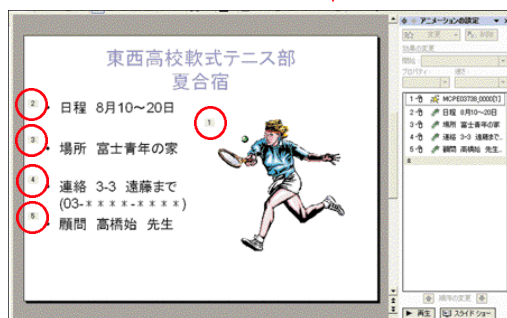 東西高校軟式テニス部
夏合宿
2
・ 日程 8月10～20日
1
3
・ 場所 富士青年の家
4
・ 連絡 3-3 遠藤まで
(03-＊＊＊＊-＊＊＊＊)
5
・ 顧問 高橋始 先生
アニメーションの設定
変更
削除
効果の変更
開始:
プロパティ:
速さ:
1 MCPE03738_0000[1]
2 日程 8月10～20日
3 場所 富士青年の家
4 連絡 3-3 遠藤まで...
5 顧問 高橋始 先生...
順序の変更
再生
スライド ショー